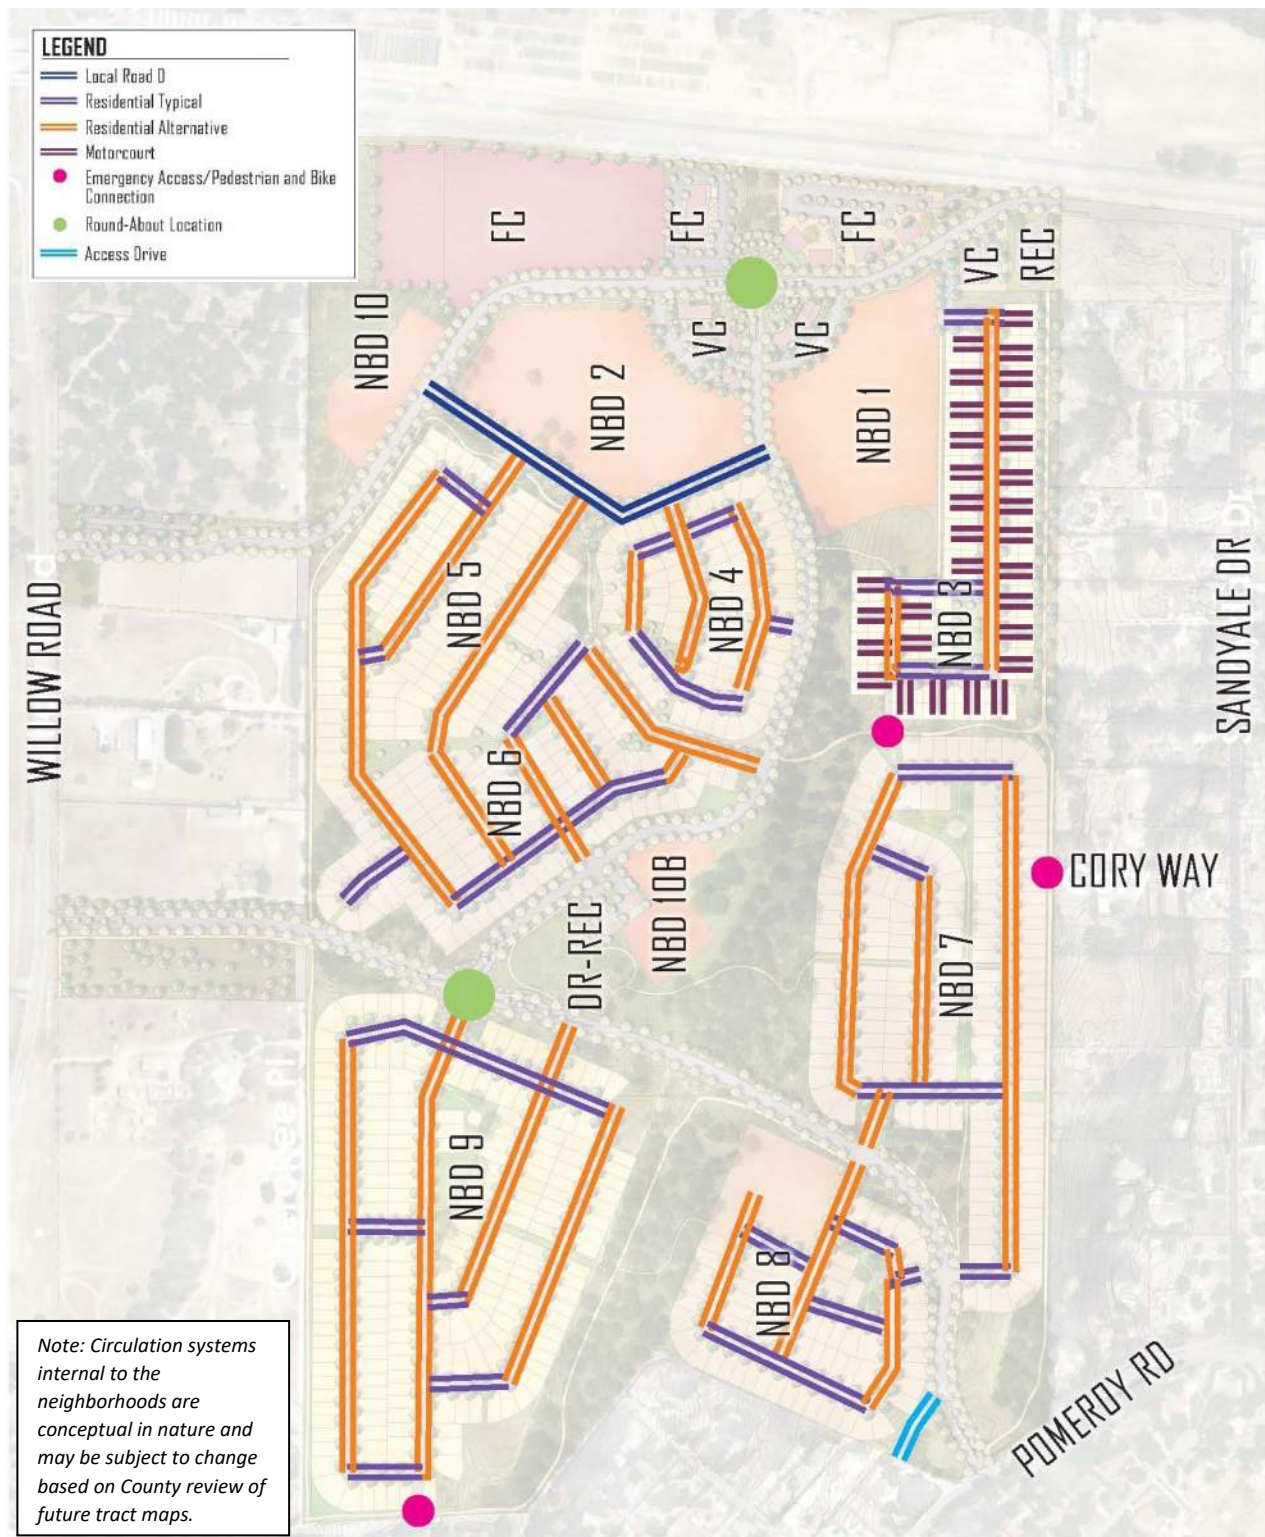 LEGEND
Local Road D
Residential Typical
Residential Alternative
Motorcourt
Emergency Access/Pedestrian and Bike
Connection
Round-About Location
Access Drive
FC
FC
FC
VC
REC
NBD 10
VC
VC
NBD 2
NBD 1
NBD 5
NBD 4
NBD 3
WILLOW ROAD
SANDYALE DR
NBD 6
CORY WAY
DR-REC
NBD 10B
NBD 7
NBD 9
NBD 8
POMEROY RD
Note: Circulation systems
internal to the
neighborhoods are
conceptual in nature and
may be subject to change
based on County review of
future tract maps.